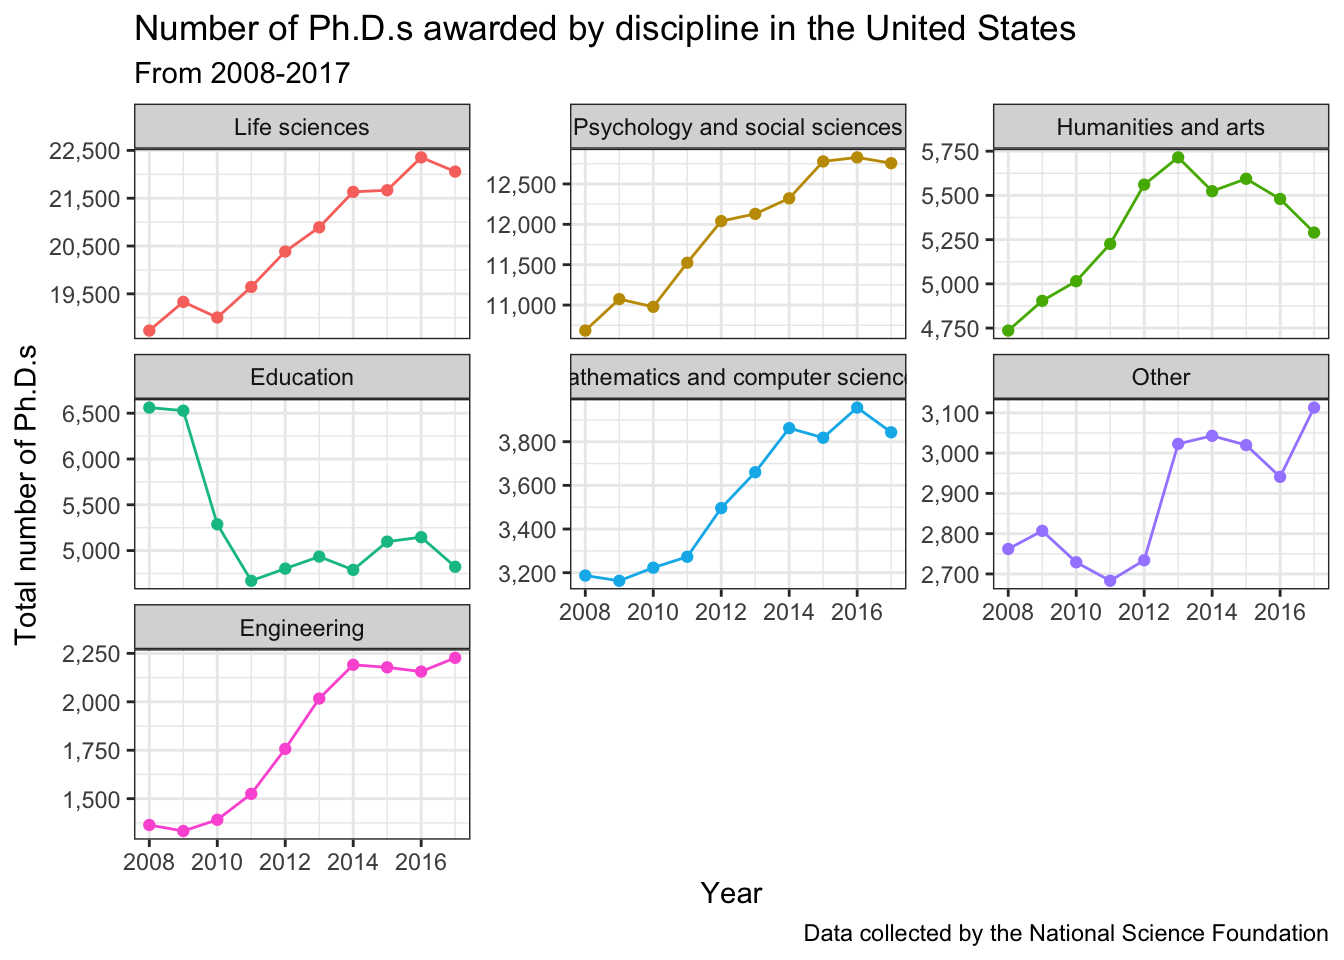 Number of Ph.D.s awarded by discipline in the United States
From 2008-2017
Life sciences
22,500
21,500
20,500
19,500
Psychology and social sciences
12,500
12,000
11,500
11,000
Humanities and arts
5,750
5,500
5,250
5,000
4,750
Total number of Ph.D.s
Education
6,500
6,000
5,500
5,000
athematics and computer science
3,800
3,600
3,400
3,200
2008 2010 2012 2014 2016
Other
3,100
3,000
2,900
2,800
2,700
2008 2010 2012 2014 2016
Engineering
2,250
2,000
1,750
1,500
2008 2010 2012 2014 2016
Year
Data collected by the National Science Foundation